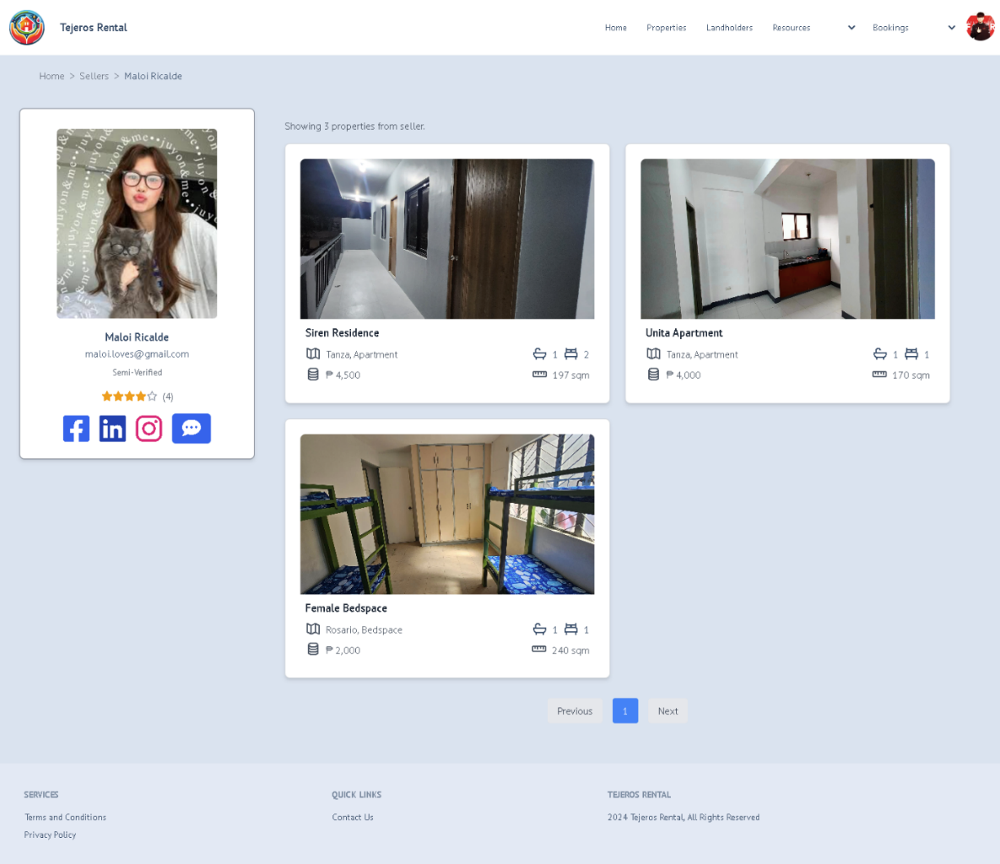 Tejeros Rental
Home Properties Landholders Resources Bookings
Home > Sellers > Maloi Ricalde
juyon&me••juyon&me••juyon&me
Maloi Ricalde
maloi.loves@gmail.com
Semi-Verified
(4)
Showing 3 properties from seller.
Siren Residence
Tanza, Apartment 1 2
₱ 4,500 197 sqm
Unita Apartment
Tanza, Apartment 1 1
₱ 4,000 170 sqm
Female Bedspace
Rosario, Bedspace 1 1
₱ 2,000 240 sqm
Previous 1 Next
SERVICES
Terms and Conditions
Privacy Policy
QUICK LINKS
Contact Us
TEJEROS RENTAL
2024 Tejeros Rental, All Rights Reserved